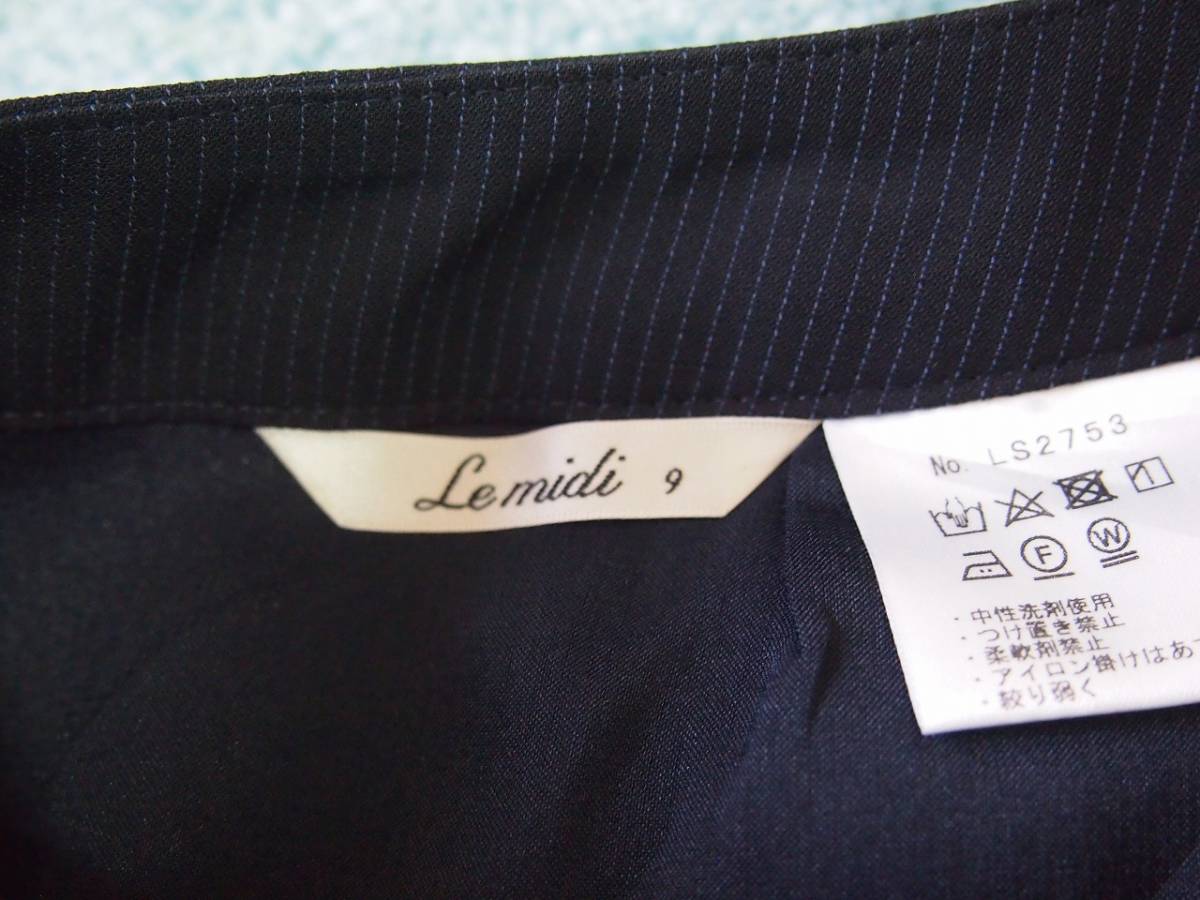 Le midi 9
No. LS2753
F W
・中性洗剤使用
・つけ置き禁止
・柔軟剤禁止
・アイロン掛けはあ
・絞り弱く